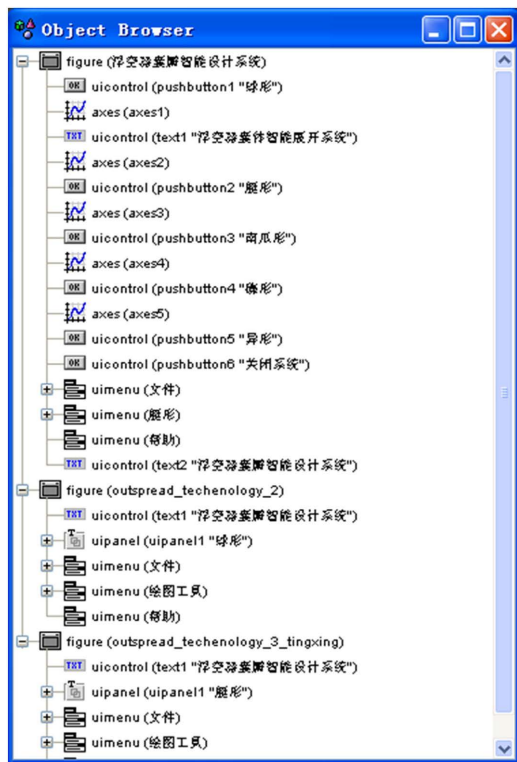 Object Browser
figure (浮空器囊瓣智能设计系统)
uicontrol (pushbutton1 "球形")
axes (axes1)
uicontrol (text1 "浮空器囊体智能展开系统")
axes (axes2)
uicontrol (pushbutton2 "艇形")
axes (axes3)
uicontrol (pushbutton3 "南瓜形")
axes (axes4)
uicontrol (pushbutton4 "碟形")
axes (axes5)
uicontrol (pushbutton5 "异形")
uicontrol (pushbutton6 "关闭系统")
uimenu (文件)
uimenu (艇形)
uimenu (帮助)
uicontrol (text2 "浮空器囊瓣智能设计系统")
figure (outspread_techenology_2)
uicontrol (text1 "浮空器囊瓣智能设计系统")
uipanel (uipanel1 "球形")
uimenu (文件)
uimenu (绘图工具)
uimenu (帮助)
figure (outspread_techenology_3_tingxing)
uicontrol (text1 "浮空器囊瓣智能设计系统")
uipanel (uipanel1 "艇形")
uimenu (文件)
uimenu (绘图工具)